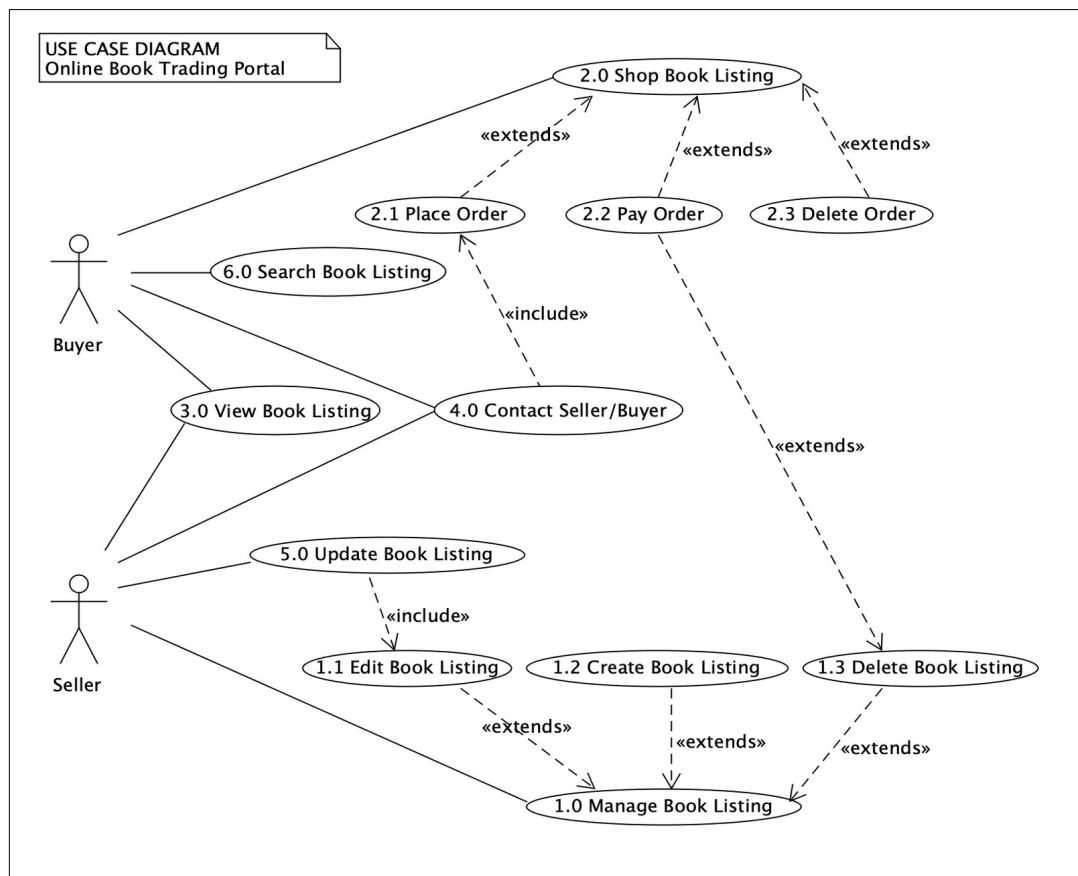 USE CASE DIAGRAM
Online Book Trading Portal
2.0 Shop Book Listing
«extends»
«extends»
«extends»
2.1 Place Order
2.2 Pay Order
2.3 Delete Order
6.0 Search Book Listing
«include»
Buyer
3.0 View Book Listing
4.0 Contact Seller/Buyer
«extends»
5.0 Update Book Listing
«include»
1.1 Edit Book Listing
1.2 Create Book Listing
1.3 Delete Book Listing
Seller
«extends»
«extends»
«extends»
1.0 Manage Book Listing